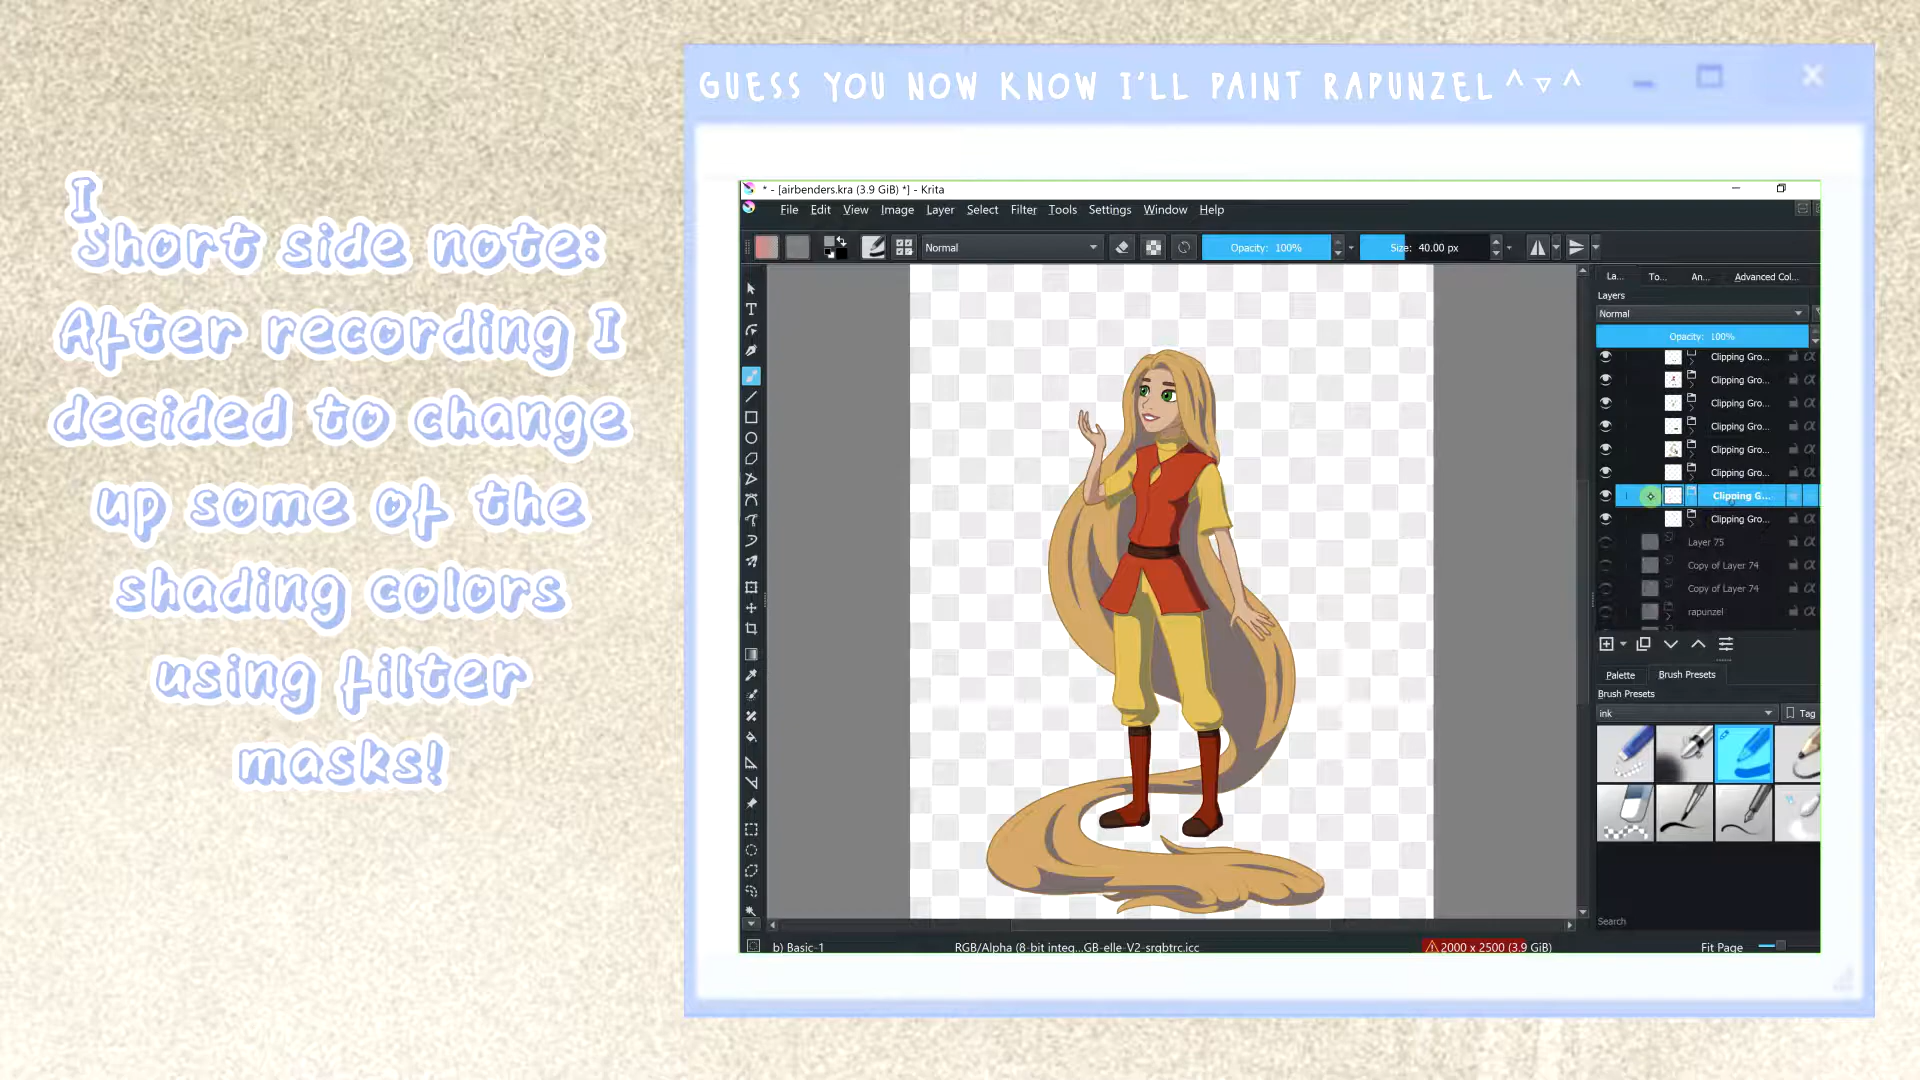 GUESS YOU NOW KNOW I'LL PAINT RAPUNZEL^▽^
I
Short side note:
After recording I
decided to change
up some of the
shading colors
using filter
masks!
* - [airbenders.kra (3.9 GiB) *] - Krita
File Edit View Image Layer Select Filter Tools Settings Window Help
Normal Opacity: 100% Size: 40.00 px
La... To... An... Advanced Col...
Layers
Normal
Opacity: 100%
Clipping Gro...
Clipping Gro...
Clipping Gro...
Clipping Gro...
Clipping Gro...
Clipping Gro...
Clipping G...
Clipping Gro...
Layer 75
Copy of Layer 74
Copy of Layer 74
rapunzel
Palette Brush Presets
Brush Presets
ink Tag
Search
b) Basic-1 RGB/Alpha (8-bit integ...GB-elle-V2-srgbtrc.icc 2000 x 2500 (3.9 GiB) Fit Page